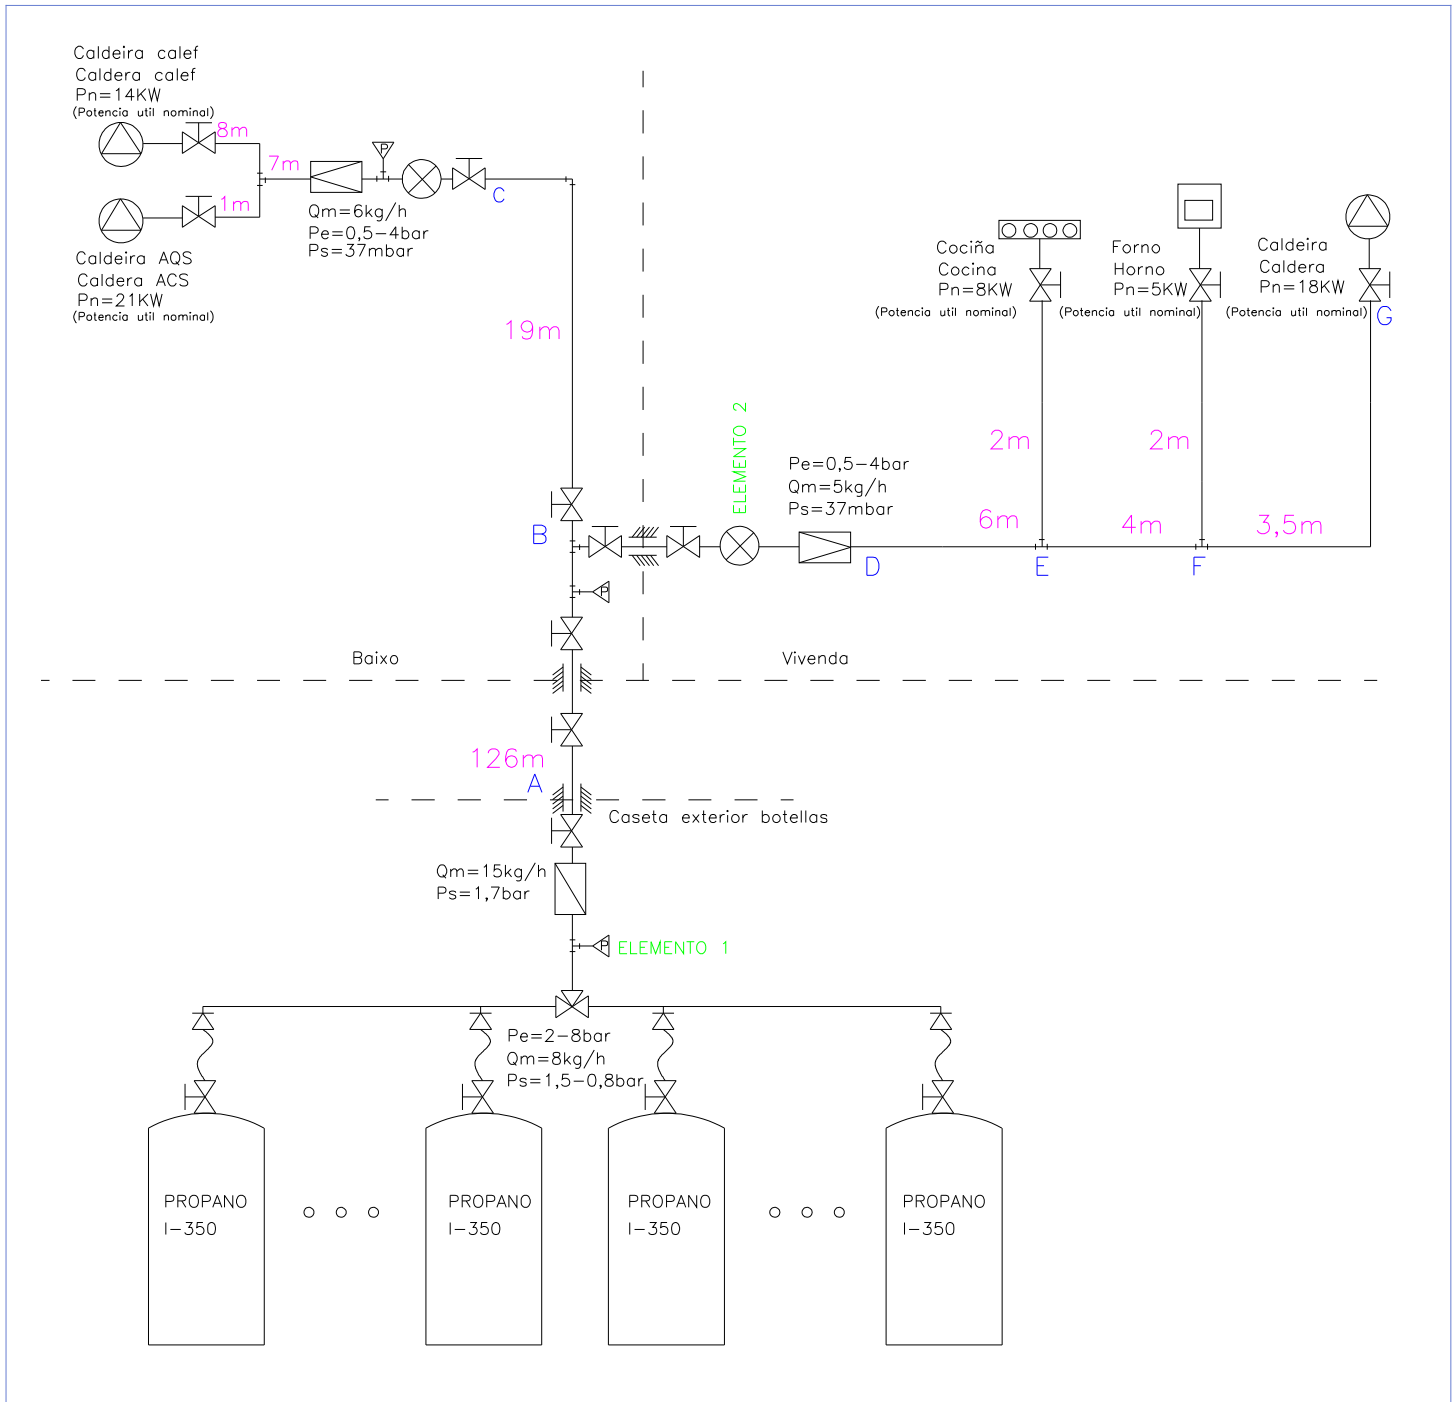 Caldeira calef
Caldera calef
Pn=14KW
(Potencia util nominal)
8m
7m
1m
P
C
Qm=6kg/h
Pe=0,5-4bar
Ps=37mbar
Caldeira AQS
Caldera ACS
Pn=21KW
(Potencia util nominal)
19m
Cociña
Cocina
Pn=8KW
(Potencia util nominal)
Forno
Horno
Pn=5KW
(Potencia util nominal)
Caldeira
Caldera
Pn=18KW
(Potencia util nominal)
G
2m
2m
ELEMENTO 2
Pe=0,5-4bar
Qm=5kg/h
Ps=37mbar
6m
4m
3,5m
B
D
E
F
P
Baixo
Vivenda
126m
A
Caseta exterior botellas
Qm=15kg/h
Ps=1,7bar
P
ELEMENTO 1
Pe=2-8bar
Qm=8kg/h
Ps=1,5-0,8bar
PROPANO
I-350
PROPANO
I-350
PROPANO
I-350
PROPANO
I-350